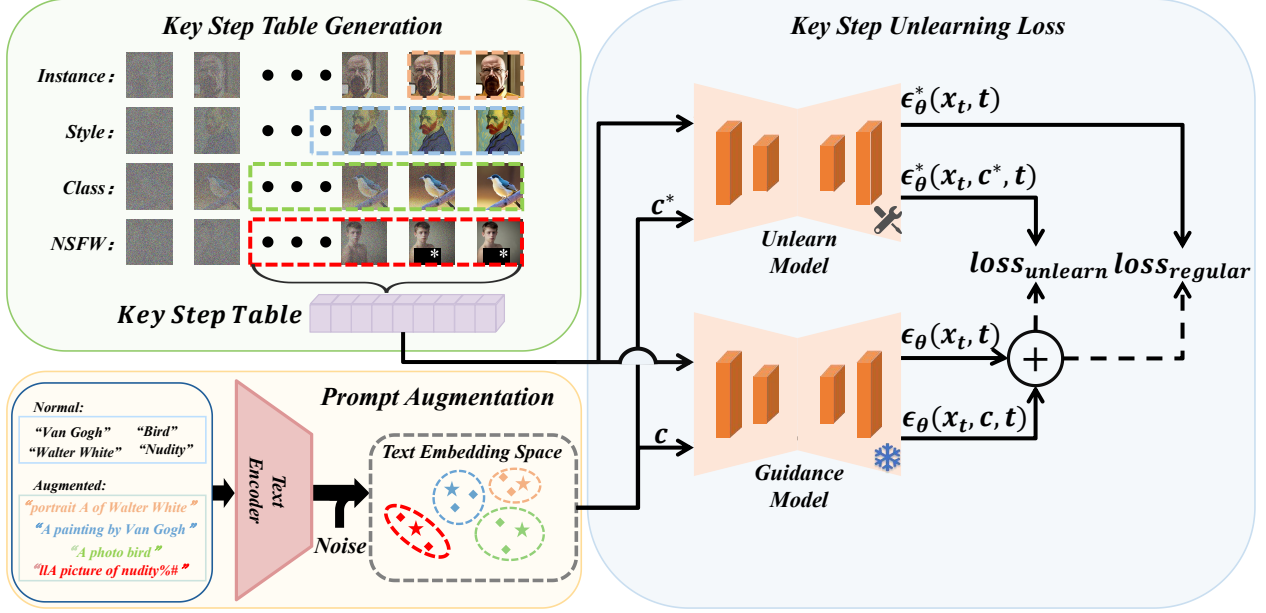 Key Step Table Generation
Instance:
Style:
Class:
NSFW:
*
*
Key Step Table
Prompt Augmentation
Normal:
“Van Gogh” “Bird”
“Walter White” “Nudity”
Augmented:
“portrait A of Walter White”
“A painting by Van Gogh”
“A photo bird”
“llA picture of nudity%#”
Text
Encoder
Noise
Text Embedding Space
Key Step Unlearning Loss
c*
c
Unlearn
Model
Guidance
Model
ϵ*θ(xt, t)
ϵ*θ(xt, c*, t)
lossunlearn lossregular
ϵθ(xt, t)
+
ϵθ(xt, c, t)